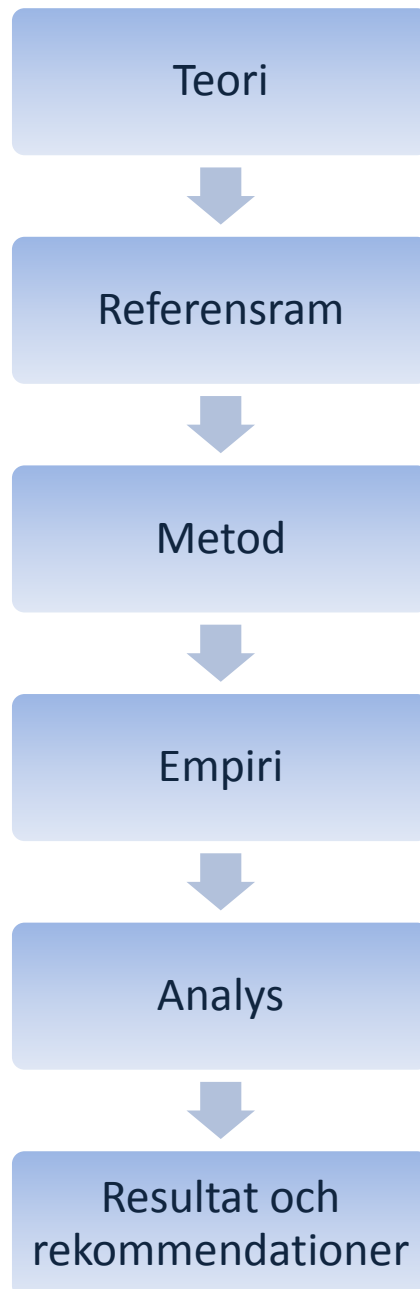 Teori
Referensram
Metod
Empiri
Analys
Resultat och
rekommendationer